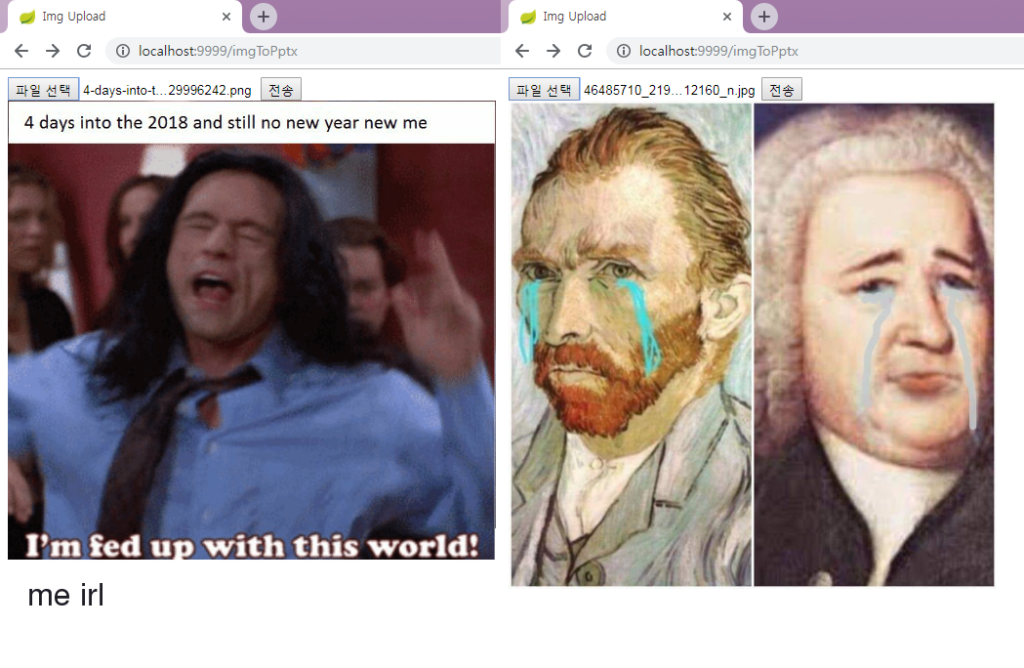 Img Upload
localhost:9999/imgToPptx
파일 선택 4-days-into-t...29996242.png 전송
4 days into the 2018 and still no new year new me
I'm fed up with this world!
me irl
Img Upload
localhost:9999/imgToPptx
파일 선택 46485710_219...12160_n.jpg 전송